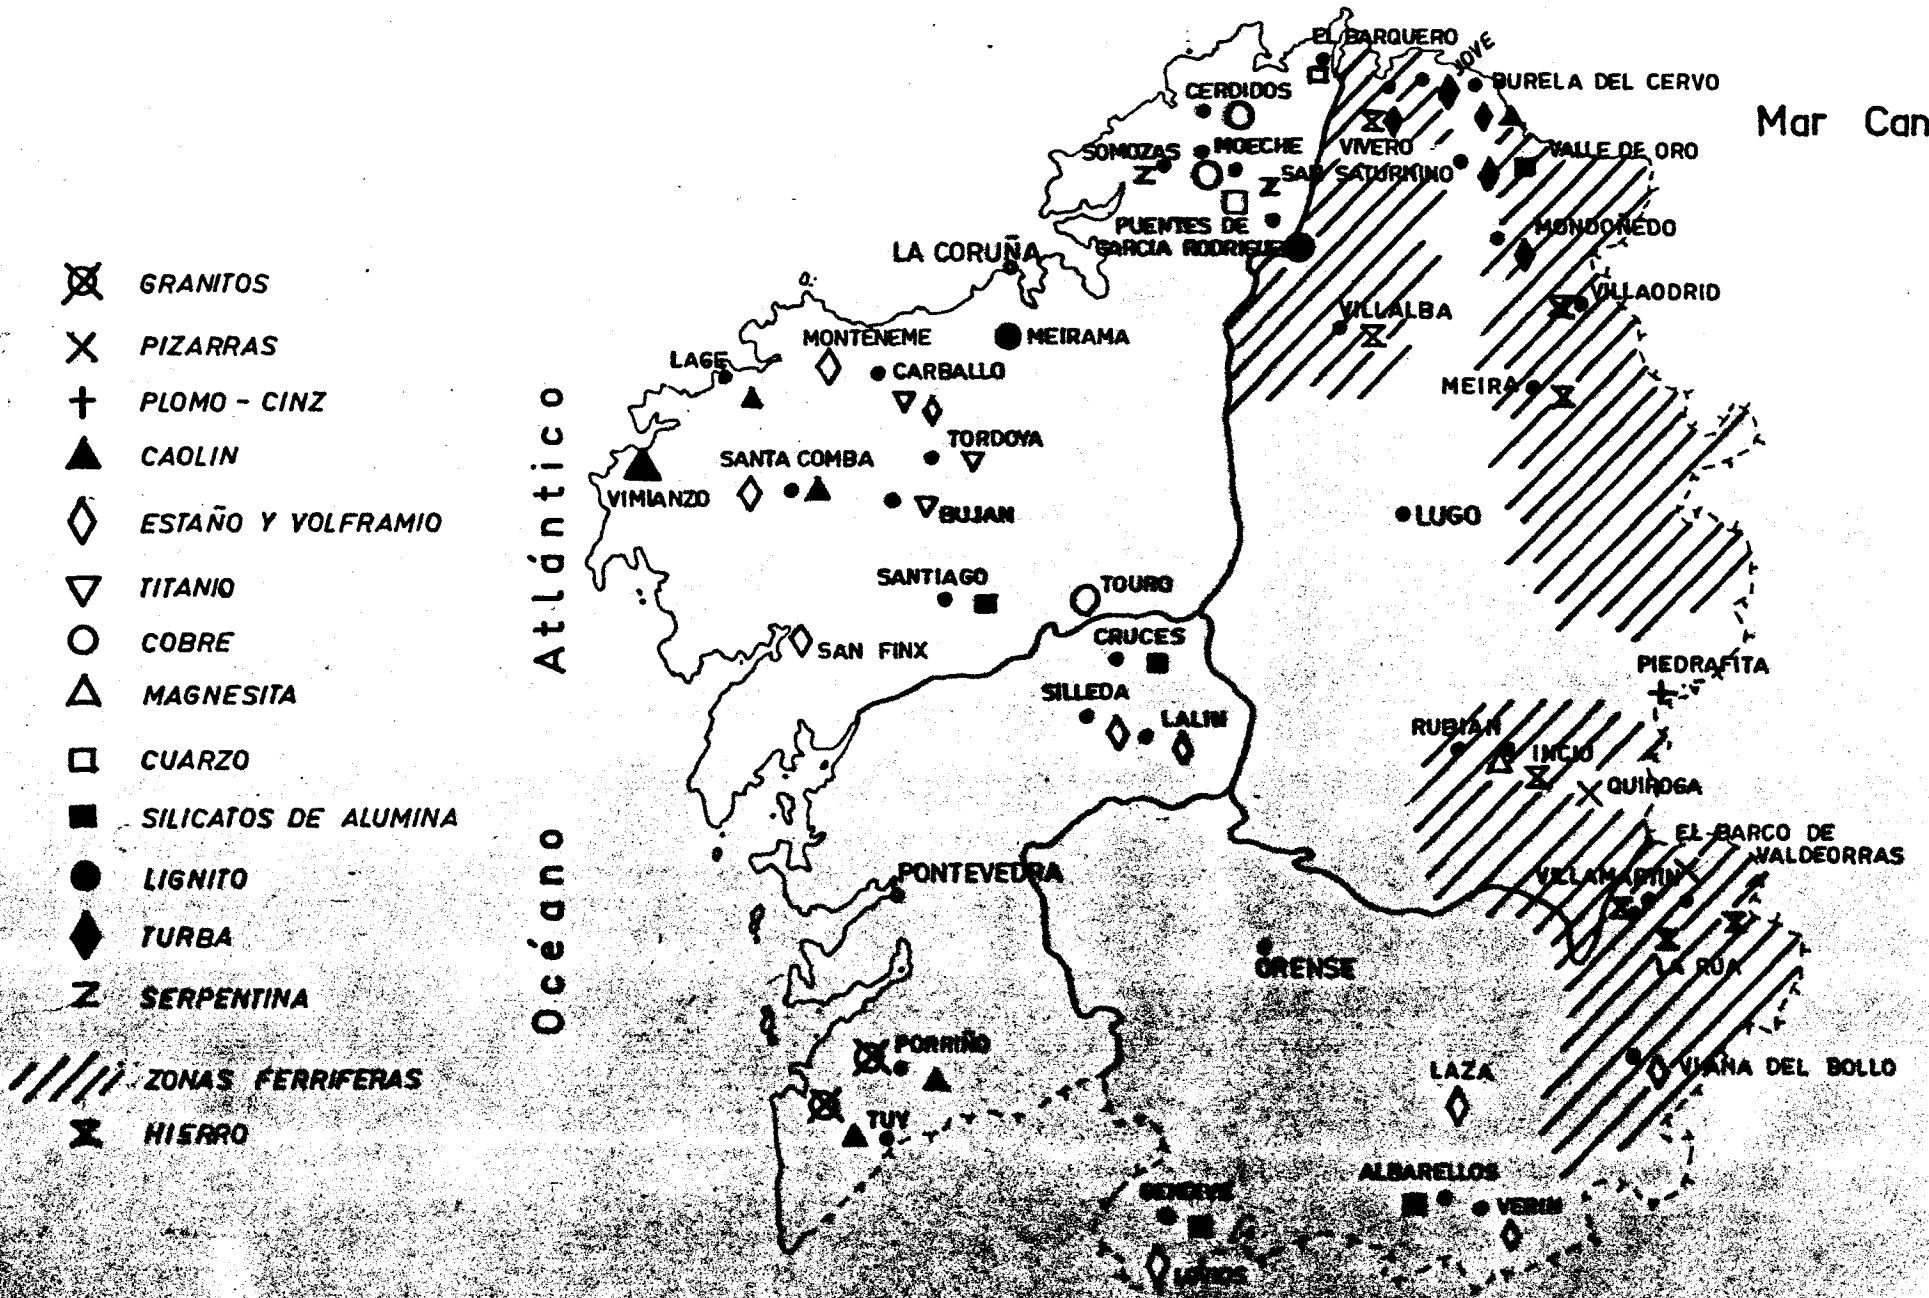 EL BARQUERO
JOVE
CERDIDOS
BURELA DEL CERVO
Mar Can
SOMOZAS
MOECHE
VIVERO
VALLE DE ORO
SAN SATURNINO
PUENTES DE
GARCIA RODRIGUEZ
MONDOÑEDO
LA CORUÑA
VILLAODRID
VILLALBA
MONTENEME
MEIRAMA
LAGE
CARBALLO
MEIRA
TORDOYA
SANTA COMBA
VIMIANZO
BUJAN
LUGO
SANTIAGO
TOURO
SAN FINX
CRUCES
PIEDRAFITA
SILLEDA
LALIN
RUBIAN
INCIO
QUIROGA
EL BARCO DE
VALDEORRAS
VILLAMARTIN
PONTEVEDRA
ORENSE
LA RUA
PORRIÑO
LAZA
VIANA DEL BOLLO
TUY
ALBARELLOS
VERIN
LOVIOS
Océano Atlántico
GRANITOS
PIZARRAS
PLOMO - CINZ
CAOLIN
ESTAÑO Y VOLFRAMIO
TITANIO
COBRE
MAGNESITA
CUARZO
SILICATOS DE ALUMINA
LIGNITO
TURBA
SERPENTINA
ZONAS FERRIFERAS
HIERRO